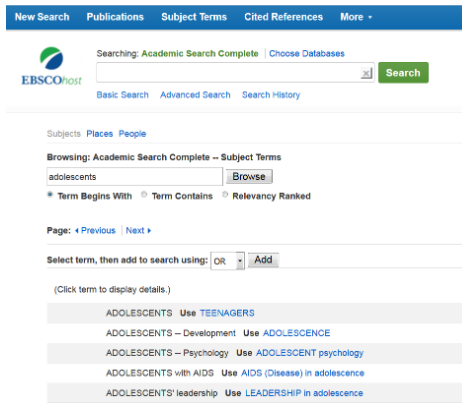 New Search Publications Subject Terms Cited References More
Searching: Academic Search Complete | Choose Databases
EBSCOhost
x Search
Basic Search Advanced Search Search History
Subjects Places People
Browsing: Academic Search Complete -- Subject Terms
adolescents Browse
Term Begins With Term Contains Relevancy Ranked
Page: Previous | Next
Select term, then add to search using: OR Add
(Click term to display details.)
ADOLESCENTS Use TEENAGERS
ADOLESCENTS -- Development Use ADOLESCENCE
ADOLESCENTS -- Psychology Use ADOLESCENT psychology
ADOLESCENTS with AIDS Use AIDS (Disease) in adolescence
ADOLESCENTS' leadership Use LEADERSHIP in adolescence